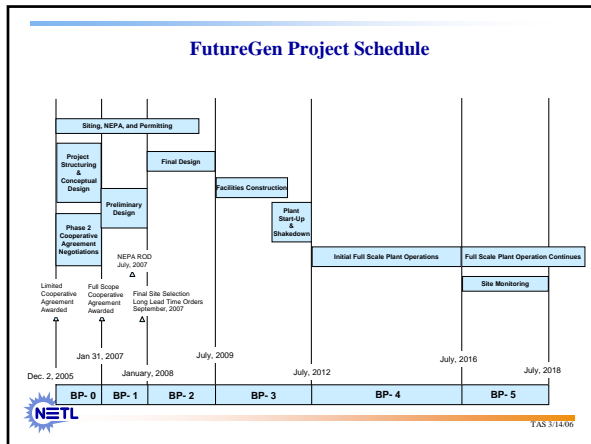 FutureGen Project Schedule
Siting, NEPA, and Permitting
Project
Structuring
&
Conceptual
Design
Final Design
Facilities Construction
Preliminary
Design
Plant
Start-Up
&
Shakedown
Phase 2
Cooperative
Agreement
Negotiations
NEPA ROD
July, 2007
Initial Full Scale Plant Operations
Full Scale Plant Operation Continues
Site Monitoring
Limited
Cooperative
Agreement
Awarded
Full Scope
Cooperative
Agreement
Awarded
Final Site Selection
Long Lead Time Orders
September, 2007
Dec. 2, 2005
Jan 31, 2007
January, 2008
July, 2009
July, 2012
July, 2016
July, 2018
BP- 0
BP- 1
BP - 2
BP - 3
BP - 4
BP - 5
NETL
TAS 3/14/06